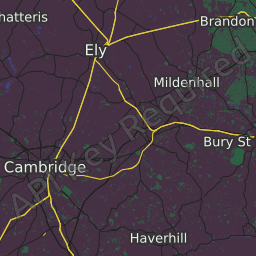 hatteris
Brandon
Ely
Mildenhall
Bury St
Cambridge
Haverhill
API Key Required